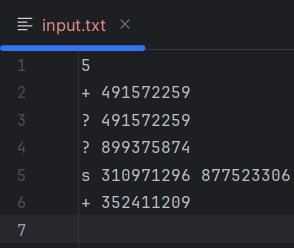 input.txt
1 5
2 + 491572259
3 ? 491572259
4 ? 899375874
5 s 310971296 877523306
6 + 352411209
7